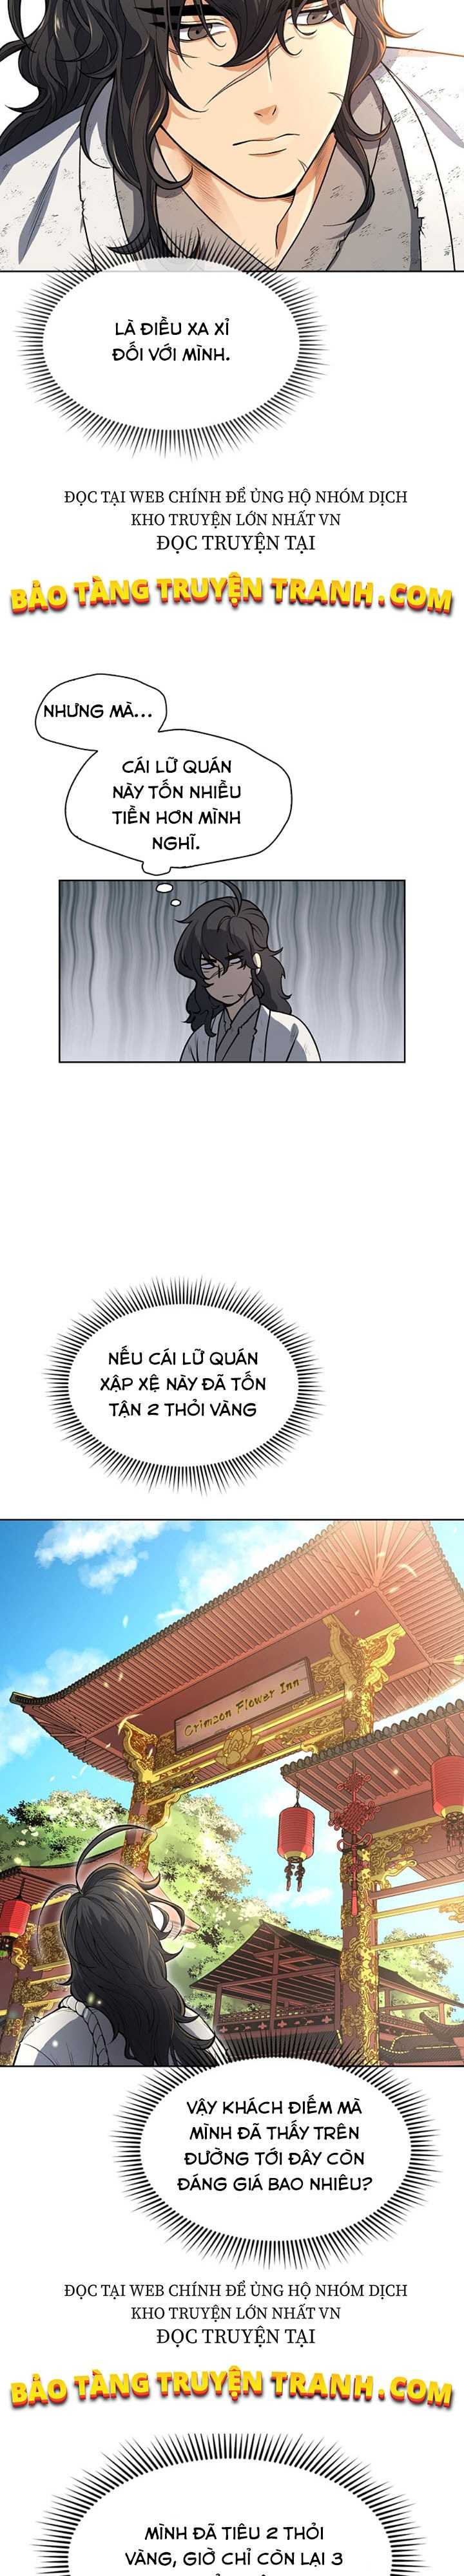 LÀ ĐIỀU XA XỈ
ĐỐI VỚI MÌNH.
ĐỌC TẠI WEB CHÍNH ĐỂ ỦNG HỘ NHÓM DỊCH
KHO TRUYỆN LỚN NHẤT VN
ĐỌC TRUYỆN TẠI
BẢO TÀNG TRUYỆN TRANH.COM
NHƯNG MÀ...
CÁI LỮ QUÁN
NÀY TỐN NHIỀU
TIỀN HƠN MÌNH
NGHĨ.
NẾU CÁI LỮ QUÁN
XẬP XỆ NÀY ĐÃ TỐN
TẬN 2 THỎI VÀNG
Crimson Flower Inn
VẬY KHÁCH ĐIẾM MÀ
MÌNH ĐÃ THẤY TRÊN
ĐƯỜNG TỚI ĐÂY CÒN
ĐÁNG GIÁ BAO NHIÊU?
ĐỌC TẠI WEB CHÍNH ĐỂ ỦNG HỘ NHÓM DỊCH
KHO TRUYỆN LỚN NHẤT VN
ĐỌC TRUYỆN TẠI
BẢO TÀNG TRUYỆN TRANH.COM
MÌNH ĐÃ TIÊU 2 THỎI
VÀNG, GIỜ CHỈ CÒN LẠI 3